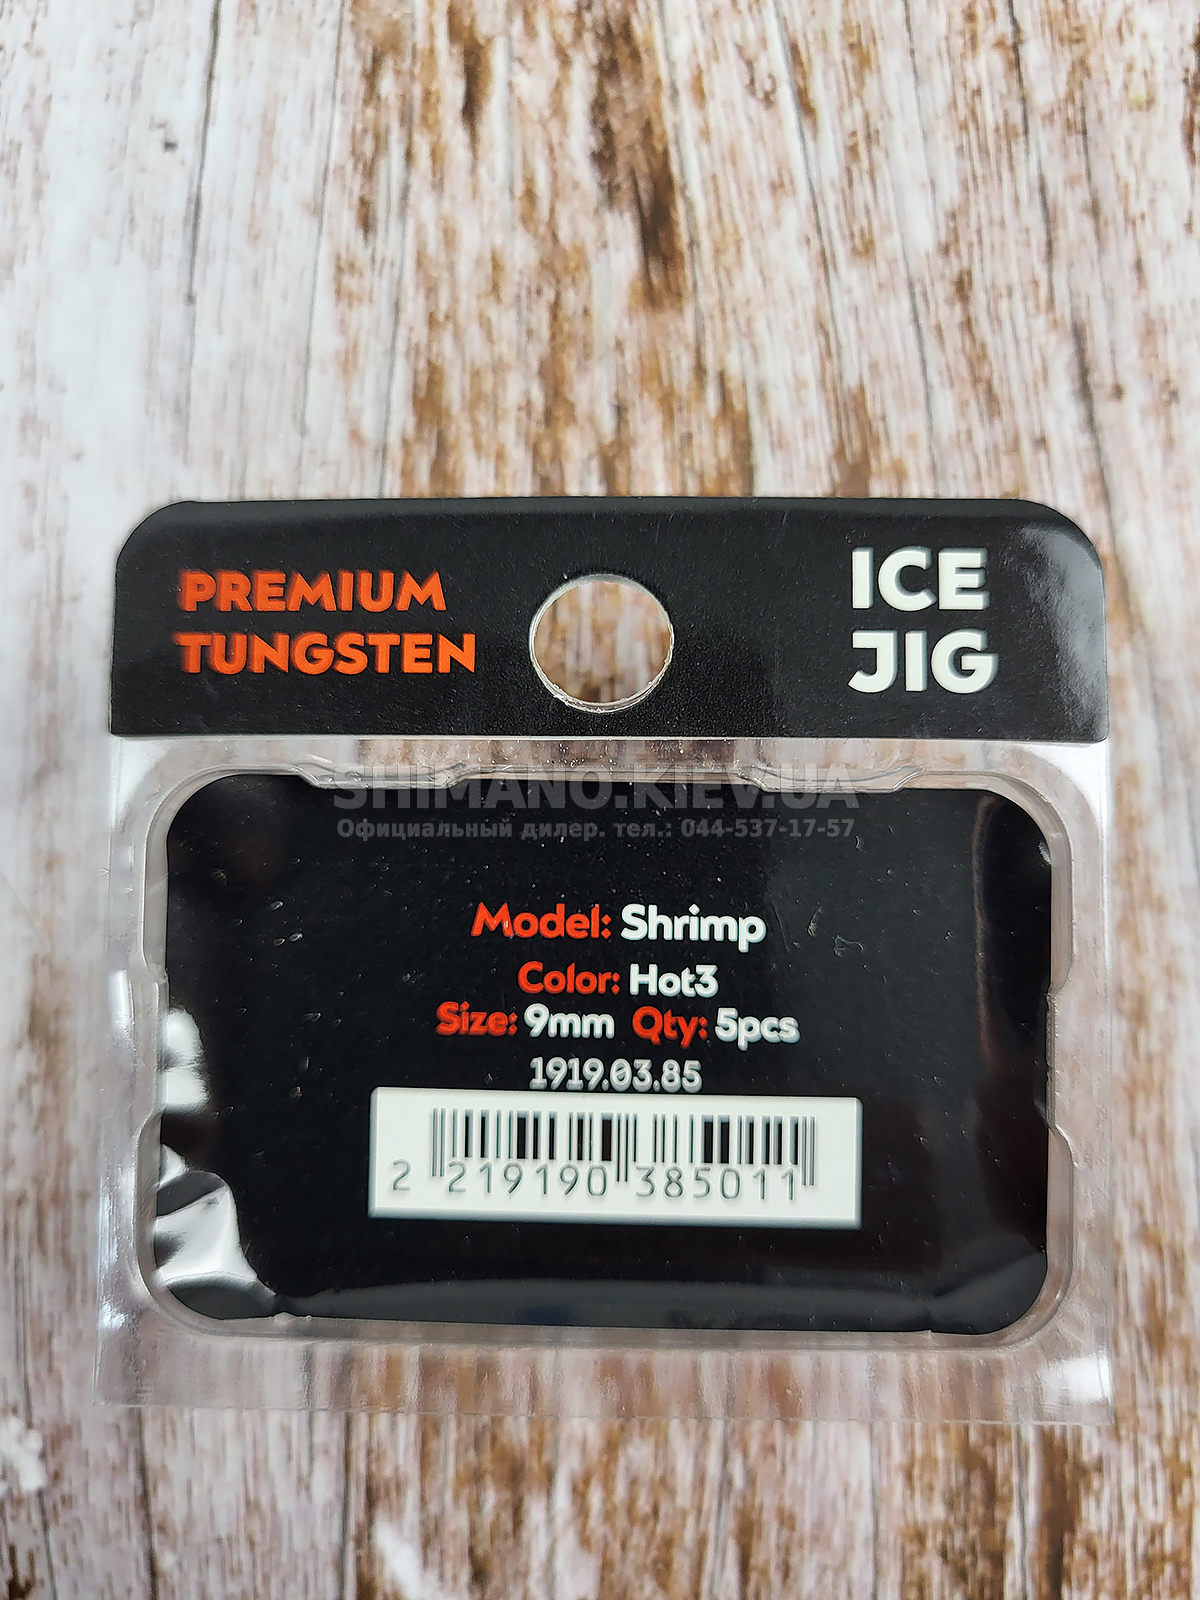 PREMIUM
TUNGSTEN
ICE
JIG
SHIMANO.KIEV.UA
Официальный дилер. тел.: 044-537-17-57
Model: Shrimp
Color: Hot3
Size: 9mm Qty: 5pcs
1919.03.85
2 219190 385011